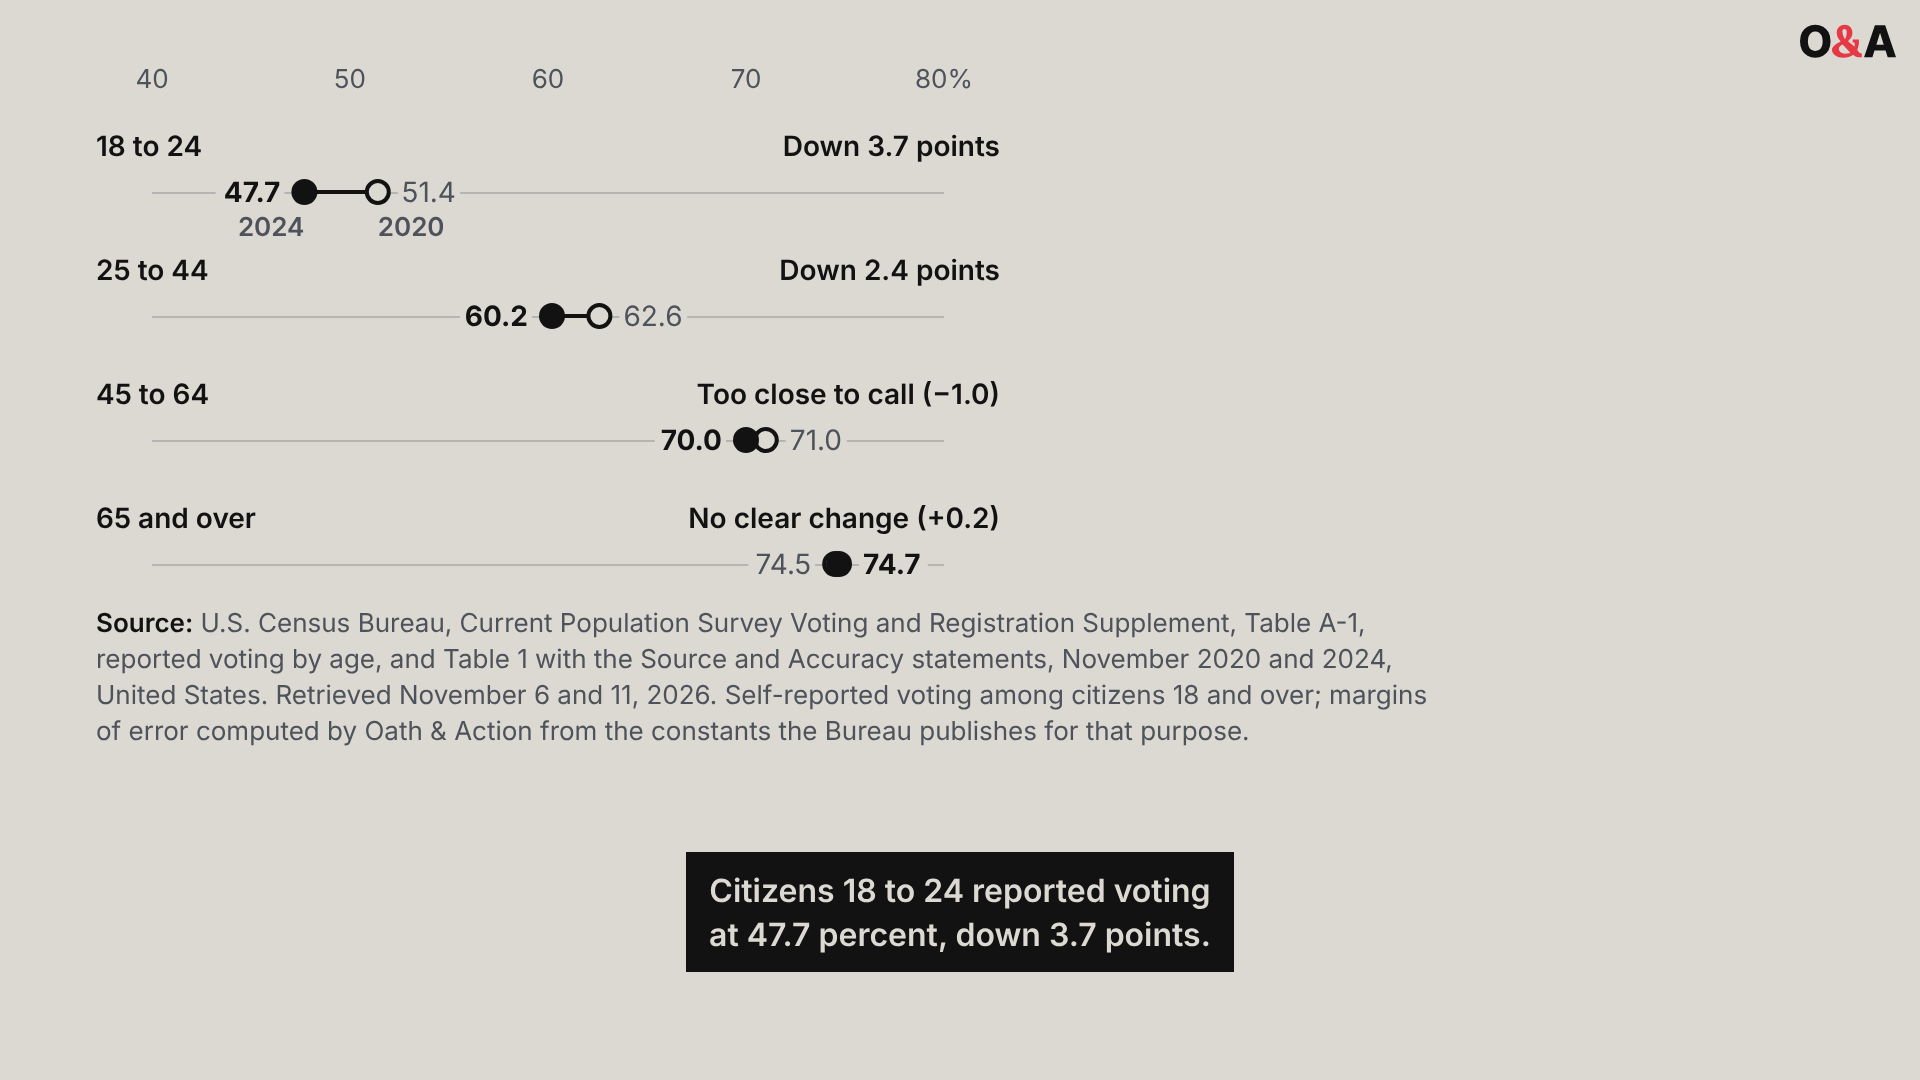 O&A
40 50 60 70 80%
18 to 24 Down 3.7 points
47.7 51.4
2024 2020
25 to 44 Down 2.4 points
60.2 62.6
45 to 64 Too close to call (−1.0)
70.0 71.0
65 and over No clear change (+0.2)
74.5 74.7
Source: U.S. Census Bureau, Current Population Survey Voting and Registration Supplement, Table A-1,
reported voting by age, and Table 1 with the Source and Accuracy statements, November 2020 and 2024,
United States. Retrieved November 6 and 11, 2026. Self-reported voting among citizens 18 and over; margins
of error computed by Oath & Action from the constants the Bureau publishes for that purpose.
Citizens 18 to 24 reported voting
at 47.7 percent, down 3.7 points.